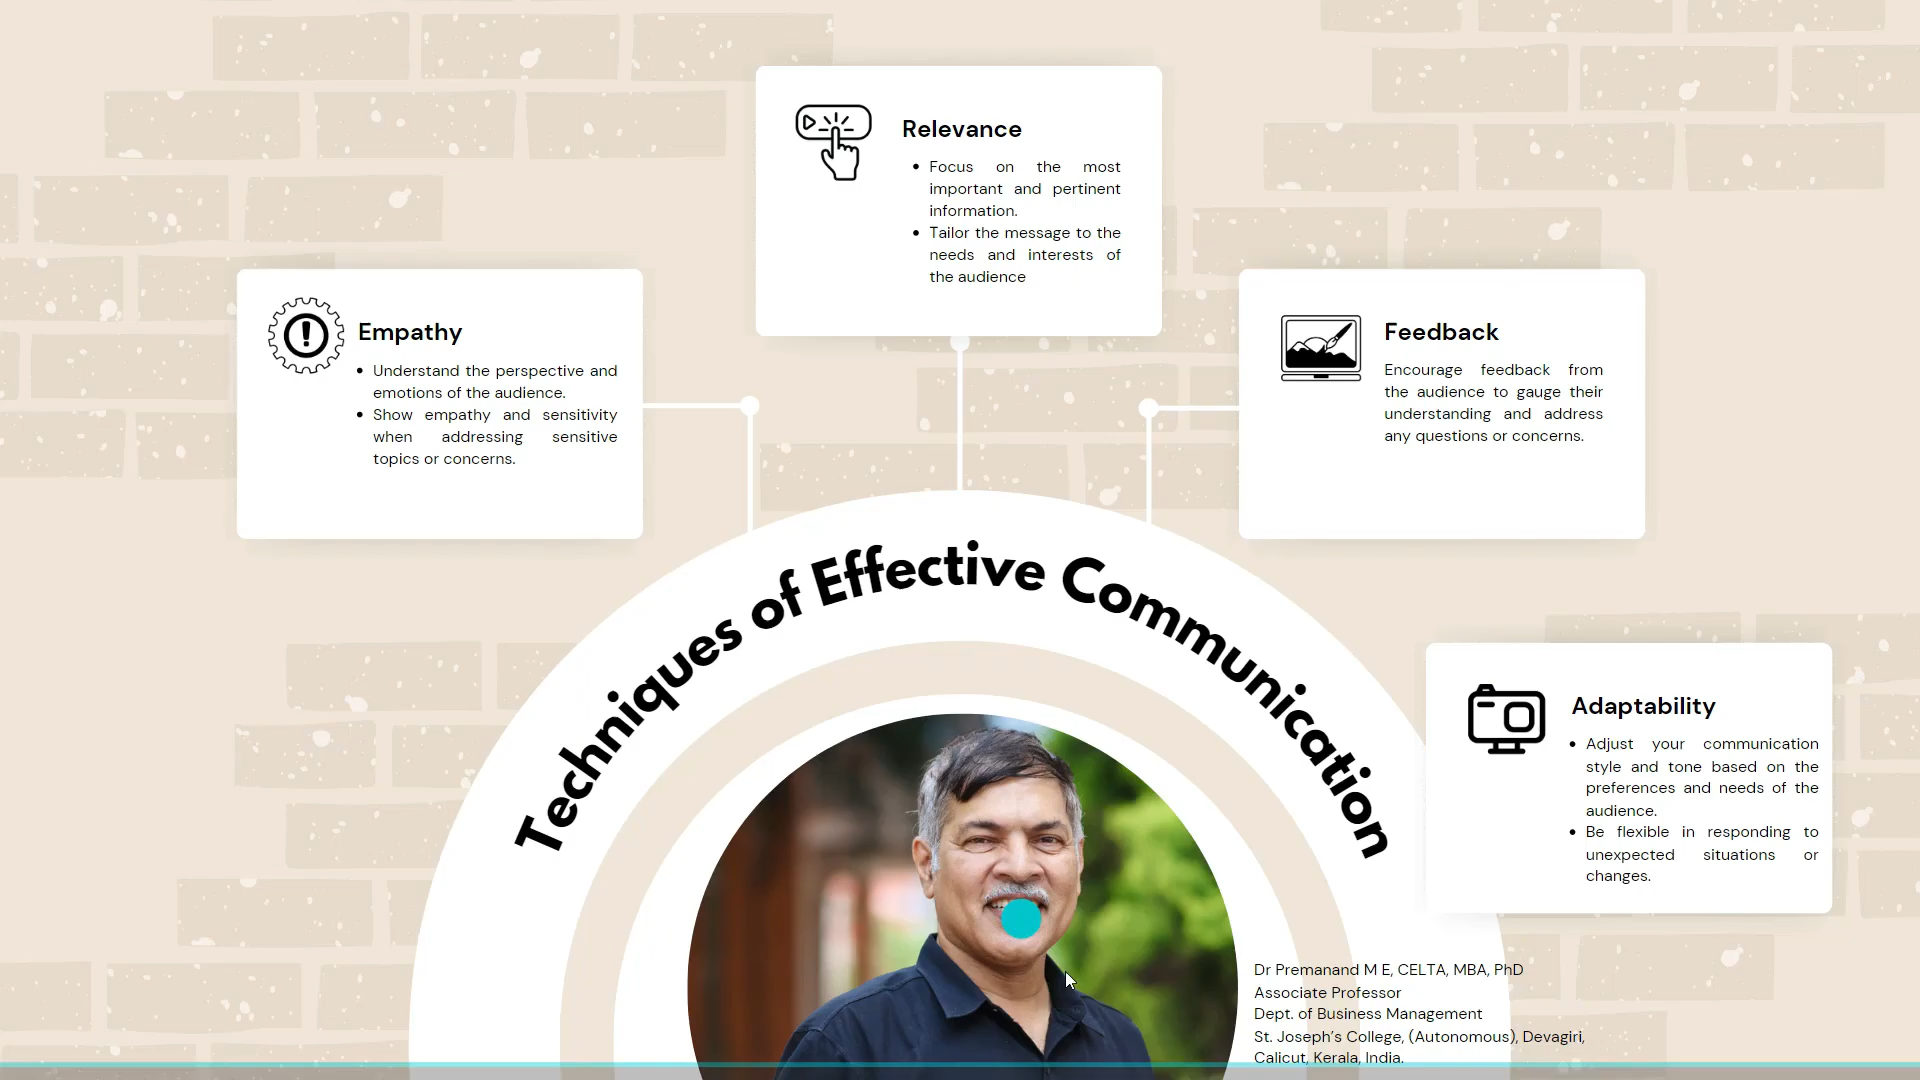 Relevance
Focus on the most
important and pertinent
information.
Tailor the message to the
needs and interests of
the audience
Empathy
Understand the perspective and
emotions of the audience.
Show empathy and sensitivity
when addressing sensitive
topics or concerns.
Feedback
Encourage feedback from
the audience to gauge their
understanding and address
any questions or concerns.
Techniques of Effective Communication
Adaptability
Adjust your communication
style and tone based on the
preferences and needs of the
audience.
Be flexible in responding to
unexpected situations or
changes.
Dr Premanand M E, CELTA, MBA, PhD
Associate Professor
Dept. of Business Management
St. Joseph's College, (Autonomous), Devagiri,
Calicut, Kerala, India.